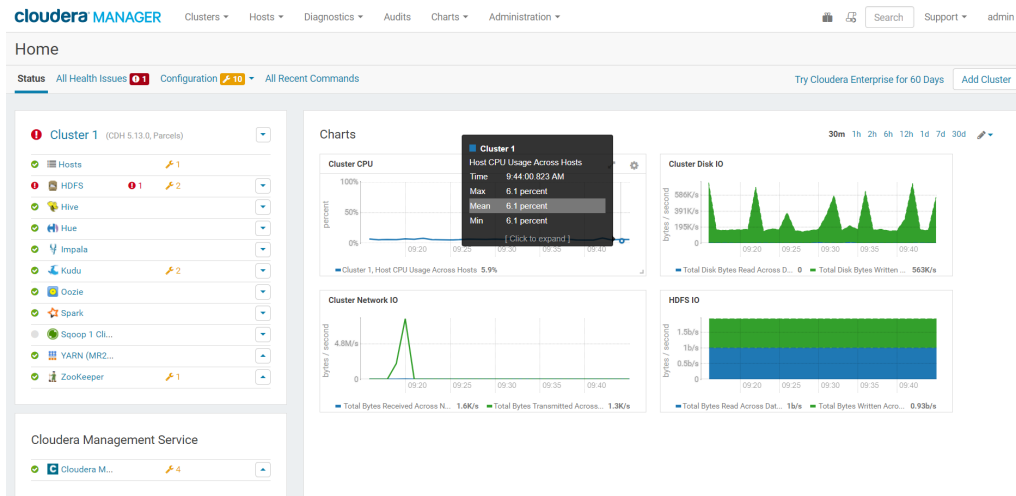 cloudera MANAGER Clusters Hosts Diagnostics Audits Charts Administration Search Support admin
Home
Status All Health Issues 1 Configuration 10 All Recent Commands Try Cloudera Enterprise for 60 Days Add Cluster
Cluster 1 (CDH 5.13.0, Parcels)
Hosts 1
HDFS 1 2
Hive
Hue
Impala
Kudu 2
Oozie
Spark
Sqoop 1 Cli...
YARN (MR2...
ZooKeeper 1
Cloudera Management Service
Cloudera M... 4
Charts
30m 1h 2h 6h 12h 1d 7d 30d
Cluster CPU
percent
100%
50%
0%
09:20 09:25 09:30 09:35 09:40
Cluster 1, Host CPU Usage Across Hosts 5.9%
Cluster 1
Host CPU Usage Across Hosts
Time 9:44:00.823 AM
Max 6.1 percent
Mean 6.1 percent
Min 6.1 percent
[ Click to expand ]
Cluster Disk IO
bytes / second
586K/s
391K/s
195K/s
0
09:20 09:25 09:30 09:35 09:40
Total Disk Bytes Read Across D... 0 Total Disk Bytes Written ... 563K/s
Cluster Network IO
bytes / second
4.8M/s
0
09:20 09:25 09:30 09:35 09:40
Total Bytes Received Across N... 1.6K/s Total Bytes Transmitted Across... 1.3K/s
HDFS IO
bytes / second
1.5b/s
1b/s
0.5b/s
0
09:20 09:25 09:30 09:35 09:40
Total Bytes Read Across Dat... 1b/s Total Bytes Written Acro... 0.93b/s